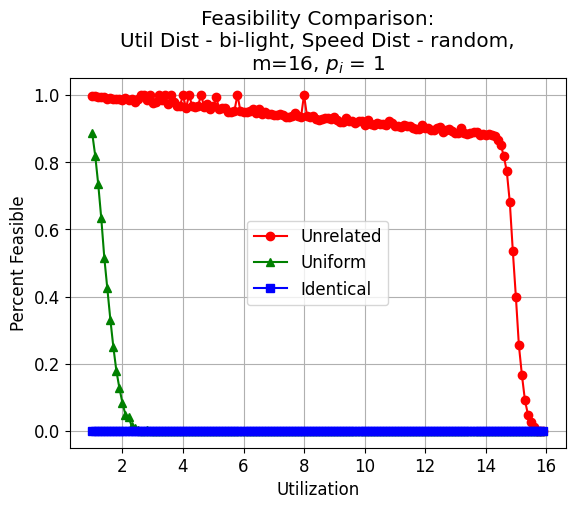 Feasibility Comparison:
Util Dist - bi-light, Speed Dist - random,
m=16, $p_i$ = 1
1.0
0.8
0.6
0.4
0.2
0.0
Percent Feasible
Unrelated
Uniform
Identical
2 4 6 8 10 12 14 16
Utilization